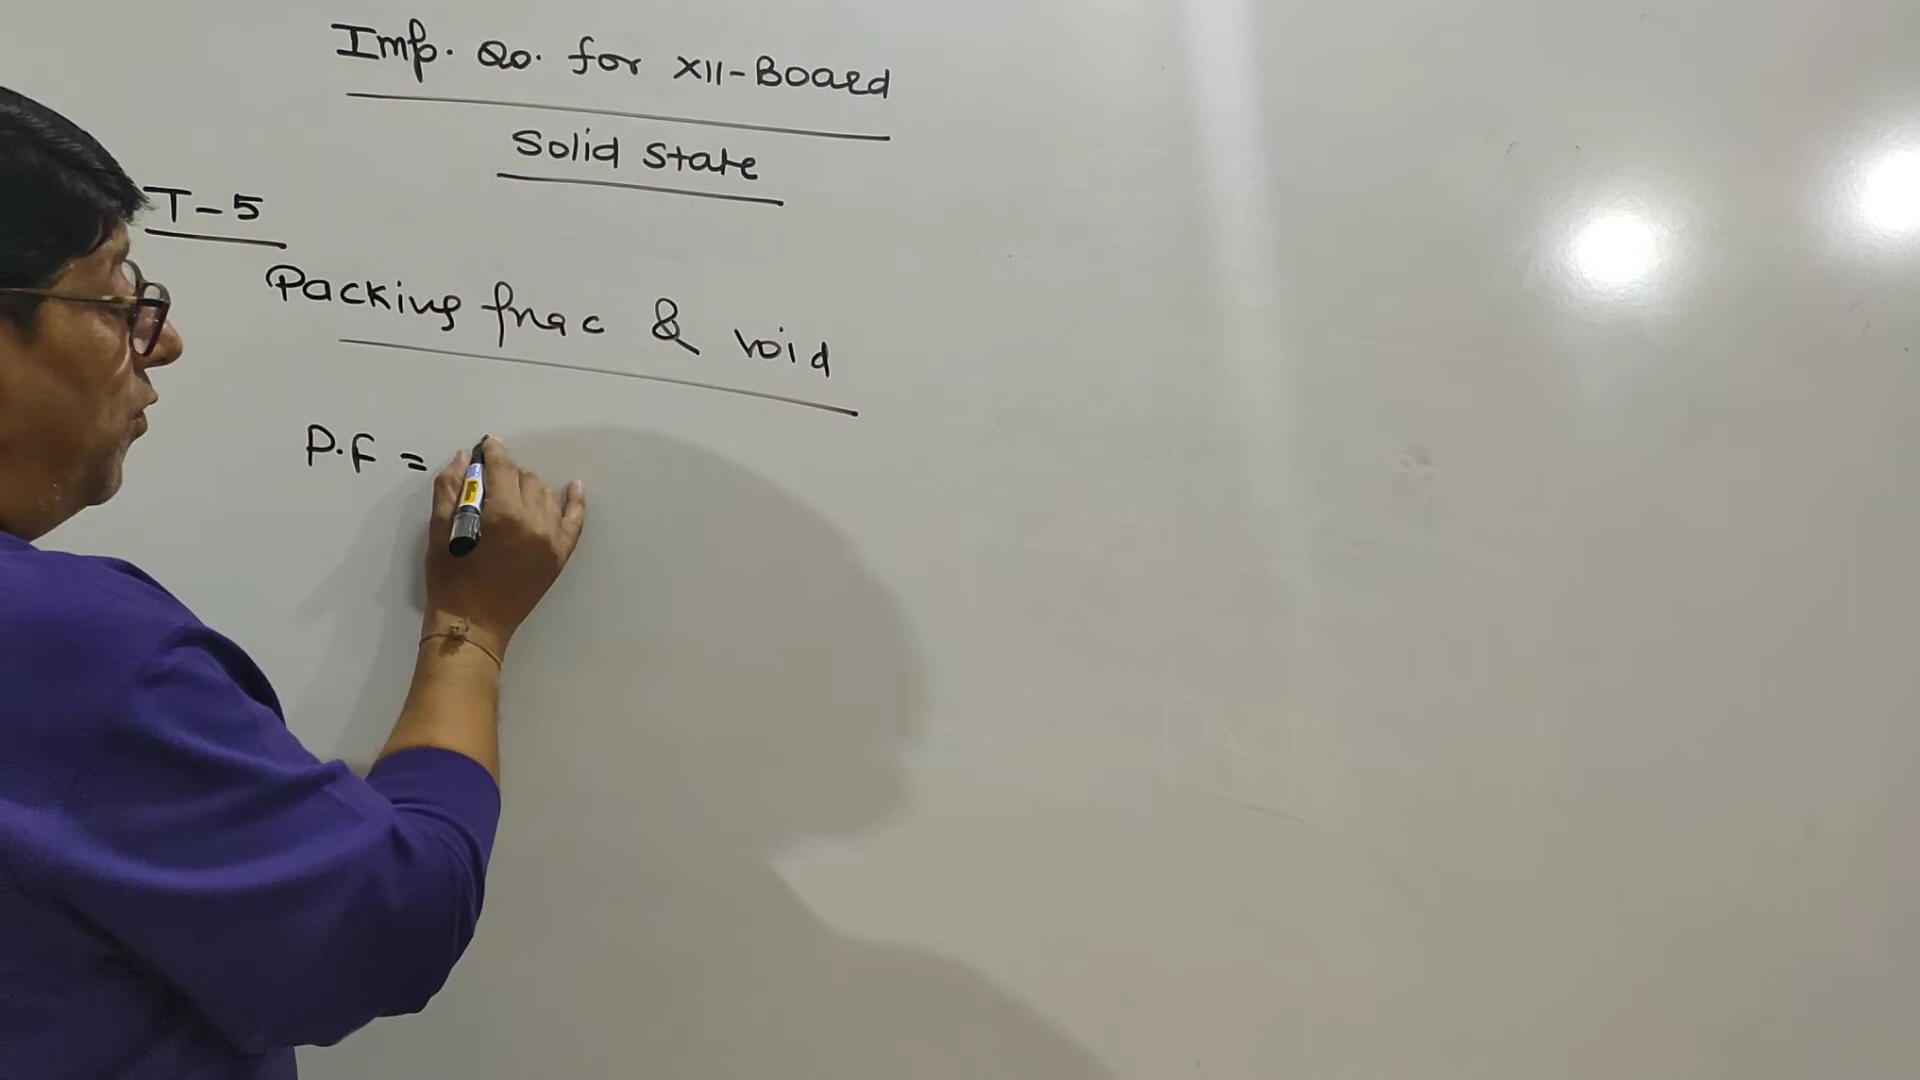 Imp. Qo. for XII-Board
Solid State
T-5
Packing frac & void
P.F =